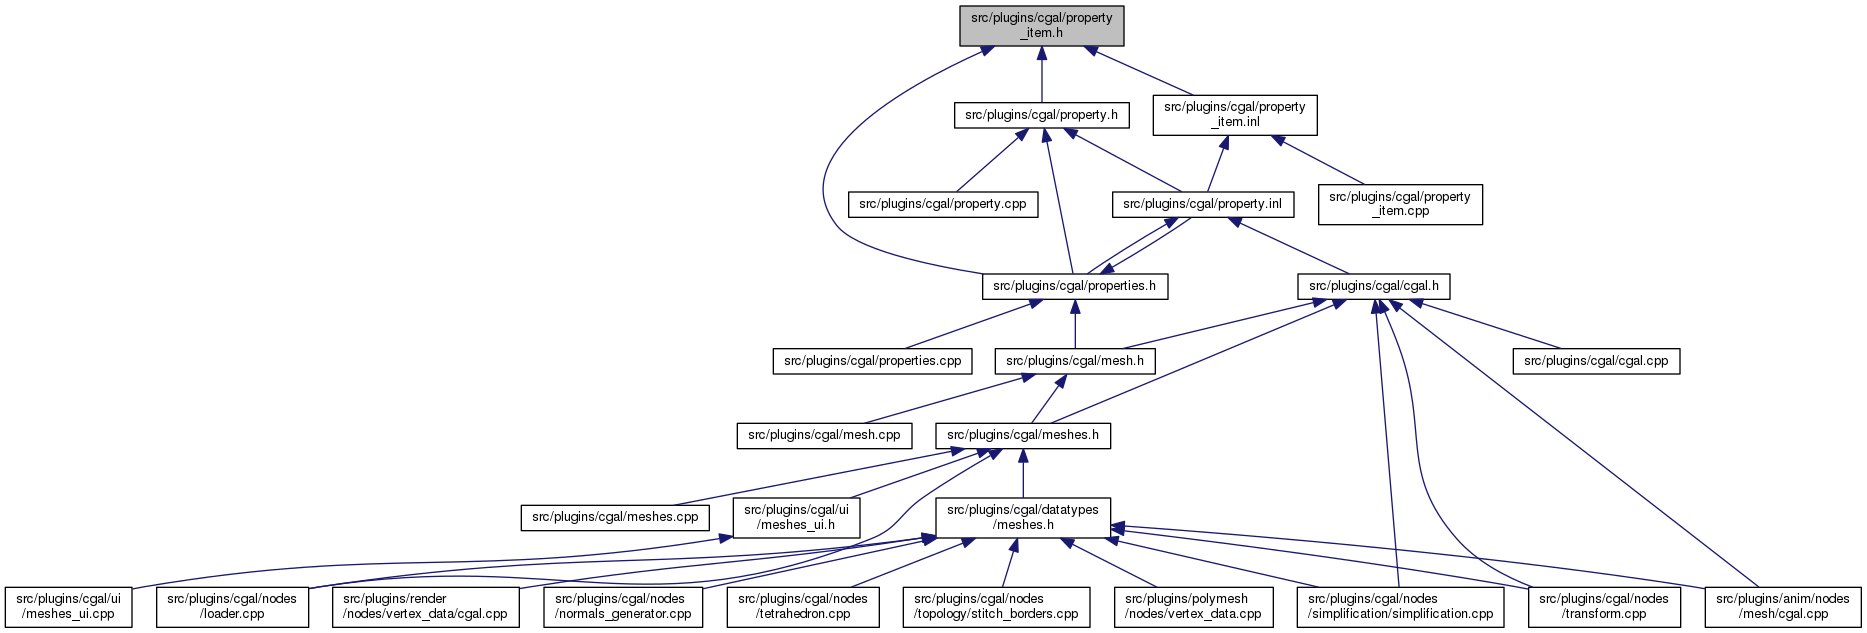 src/plugins/cgal/property
_item.h
src/plugins/cgal/property.h
src/plugins/cgal/property
_item.inl
src/plugins/cgal/property.cpp
src/plugins/cgal/property.inl
src/plugins/cgal/property
_item.cpp
src/plugins/cgal/properties.h
src/plugins/cgal/cgal.h
src/plugins/cgal/properties.cpp
src/plugins/cgal/mesh.h
src/plugins/cgal/cgal.cpp
src/plugins/cgal/mesh.cpp
src/plugins/cgal/meshes.h
src/plugins/cgal/meshes.cpp
src/plugins/cgal/ui
/meshes_ui.h
src/plugins/cgal/datatypes
/meshes.h
src/plugins/cgal/ui
/meshes_ui.cpp
src/plugins/cgal/nodes
/loader.cpp
src/plugins/render
/nodes/vertex_data/cgal.cpp
src/plugins/cgal/nodes
/normals_generator.cpp
src/plugins/cgal/nodes
/tetrahedron.cpp
src/plugins/cgal/nodes
/topology/stitch_borders.cpp
src/plugins/polymesh
/nodes/vertex_data.cpp
src/plugins/cgal/nodes
/simplification/simplification.cpp
src/plugins/cgal/nodes
/transform.cpp
src/plugins/anim/nodes
/mesh/cgal.cpp